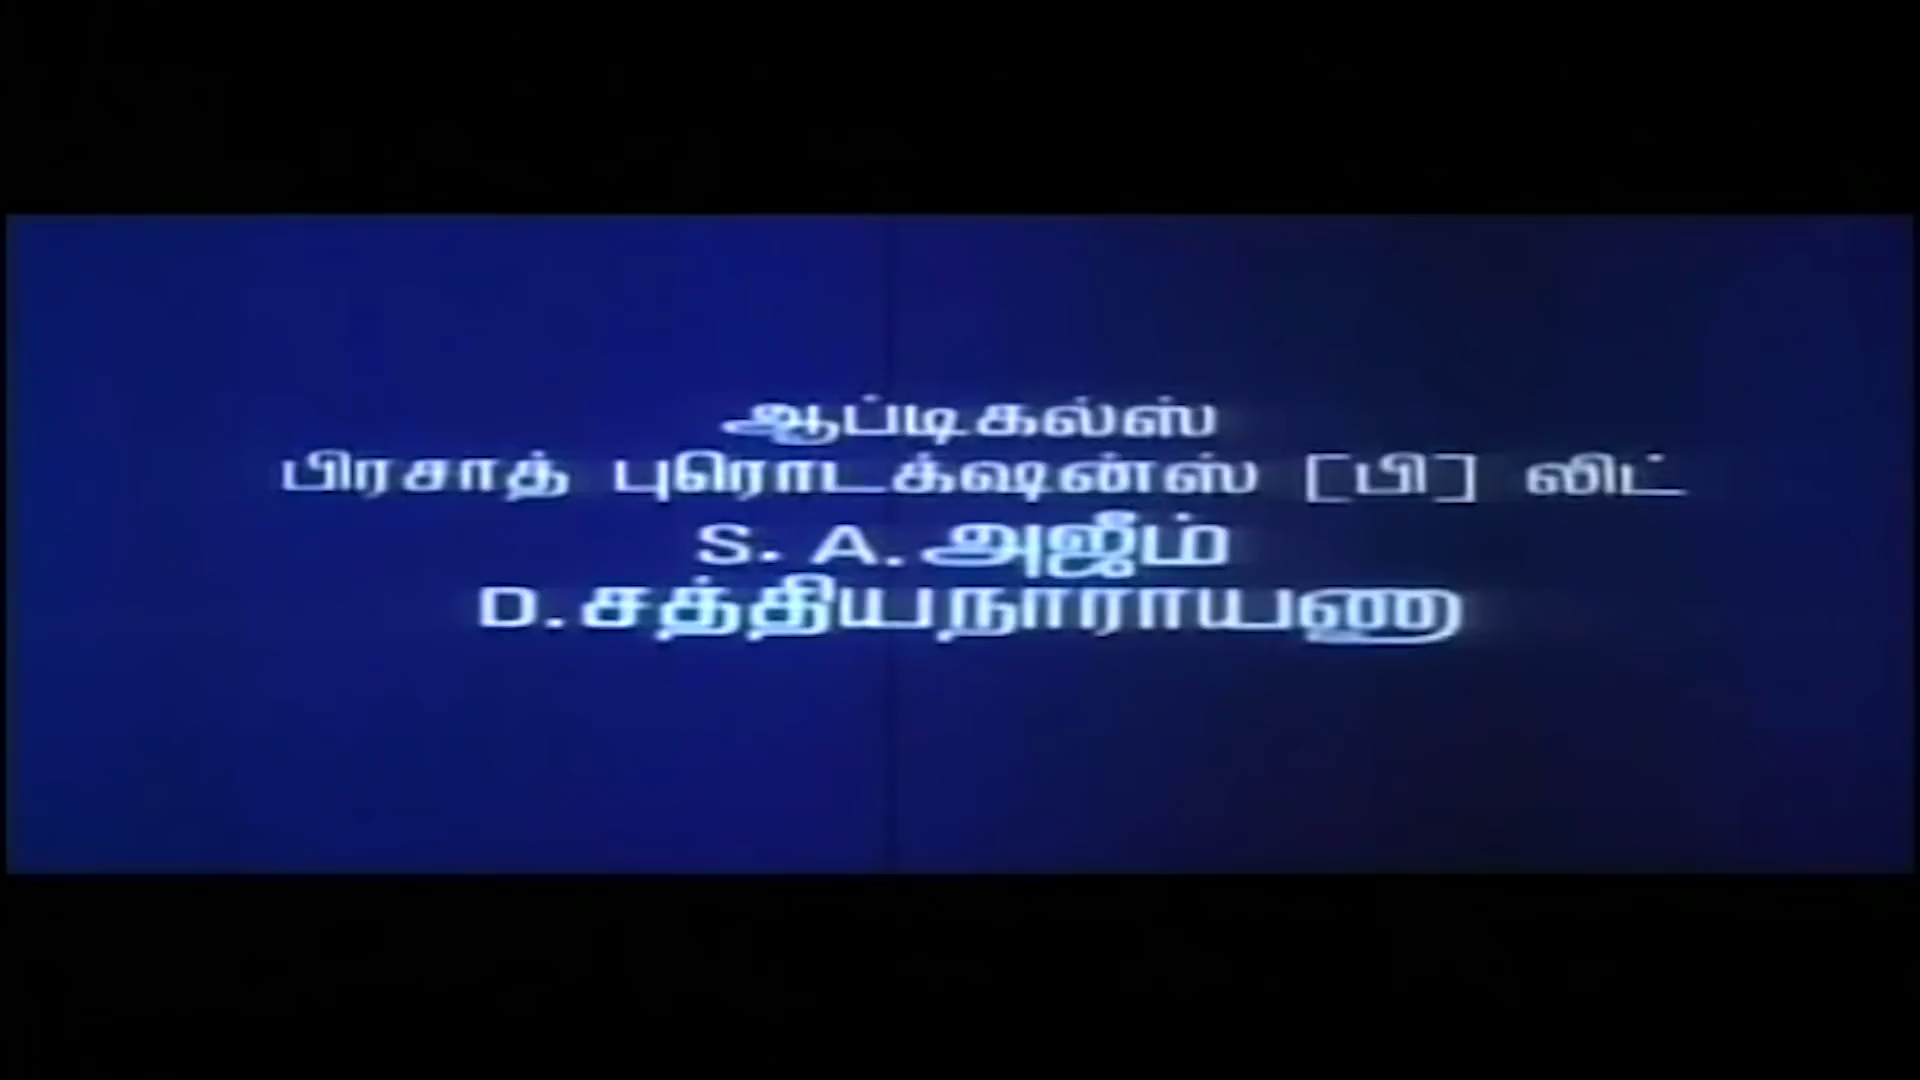 ஆப்டிகல்ஸ்
பிரசாத் புரொடக்‌ஷன்ஸ் [பி] லிட்
S. A. அஜீம்
D. சத்தியநாராயணா